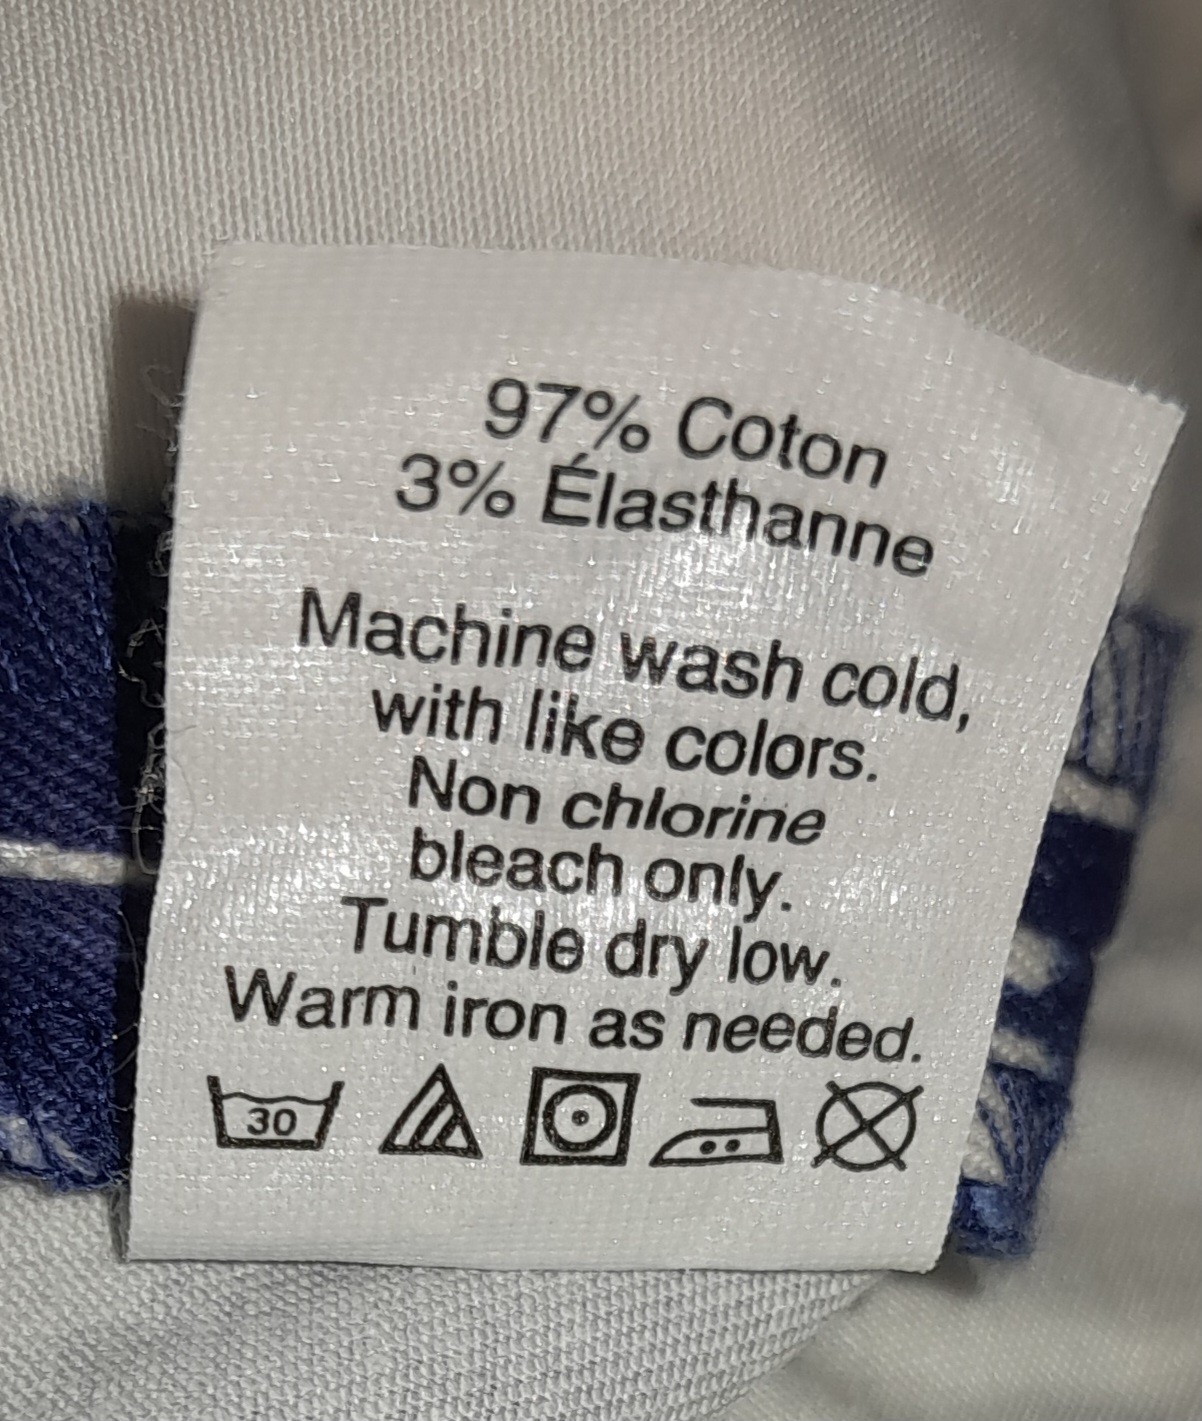 97% Coton
3% Élasthanne
Machine wash cold,
with like colors.
Non chlorine
bleach only.
Tumble dry low.
Warm iron as needed.
30